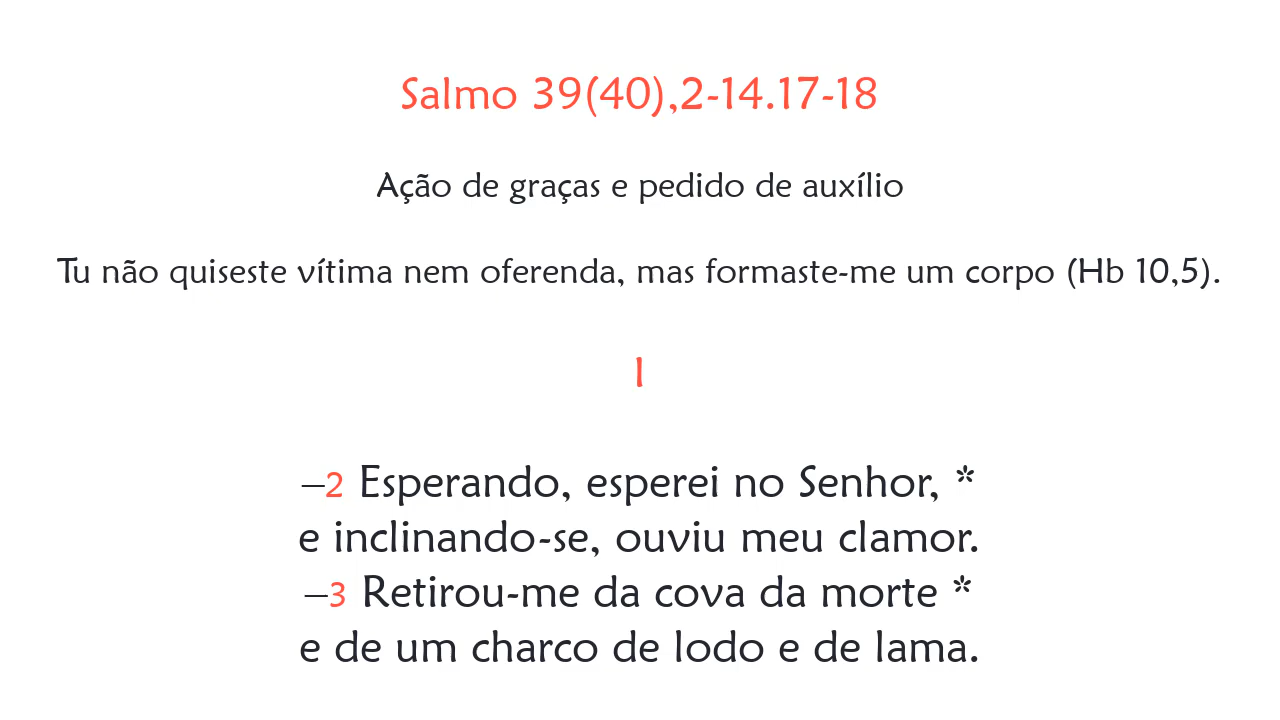 Salmo 39(40),2-14.17-18
Ação de graças e pedido de auxílio
Tu não quiseste vítima nem oferenda, mas formaste-me um corpo (Hb 10,5).
I
–2 Esperando, esperei no Senhor, *
e inclinando-se, ouviu meu clamor.
–3 Retirou-me da cova da morte *
e de um charco de lodo e de lama.